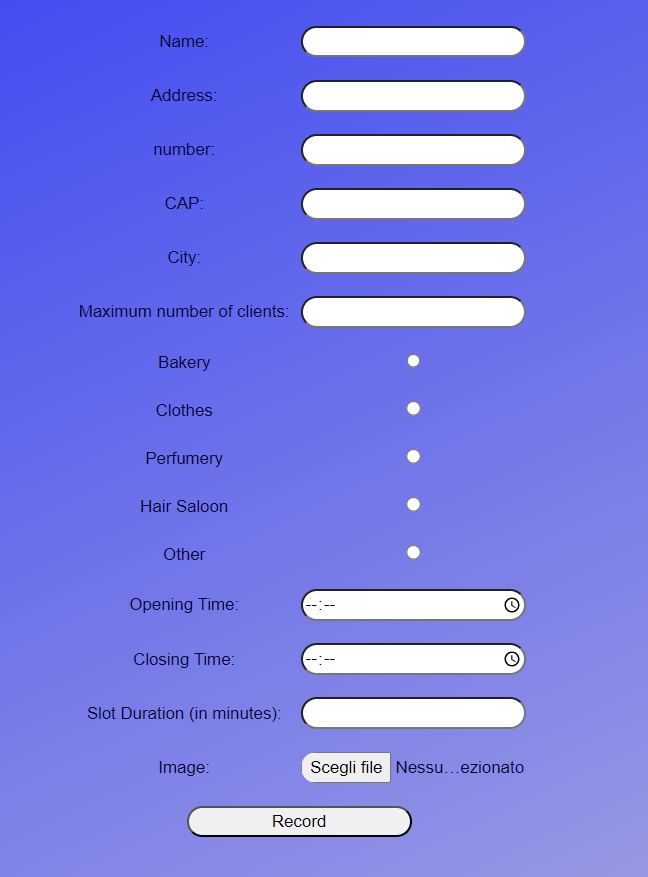 Name:
Address:
number:
CAP:
City:
Maximum number of clients:
Bakery
Clothes
Perfumery
Hair Saloon
Other
Opening Time: --:--
Closing Time: --:--
Slot Duration (in minutes):
Image: Scegli file Nessu…ezionato
Record